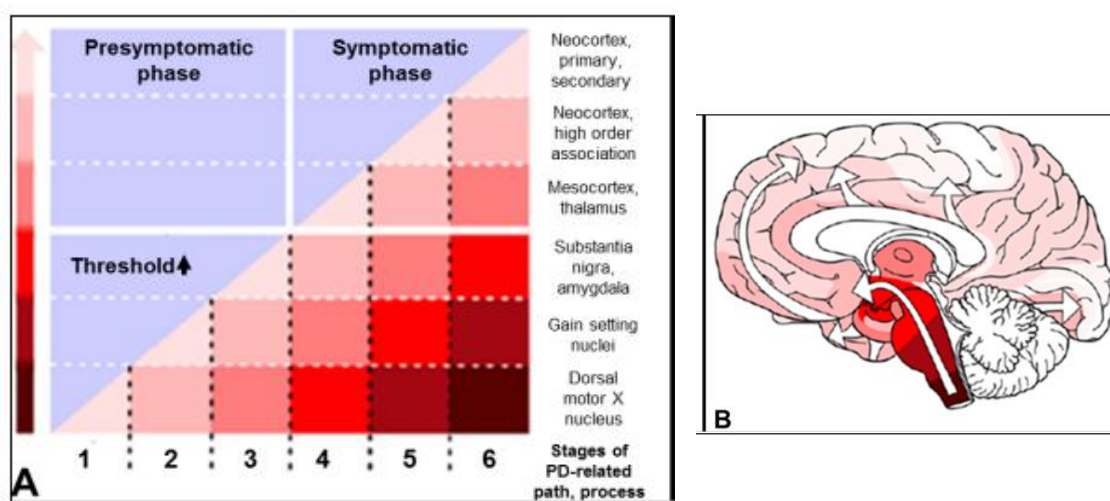 Presymptomatic
phase
Symptomatic
phase
Neocortex,
primary,
secondary
Neocortex,
high order
association
Mesocortex,
thalamus
Threshold
Substantia
nigra,
amygdala
Gain setting
nuclei
Dorsal
motor X
nucleus
1 2 3 4 5 6
Stages of
PD-related
path, process
A
B